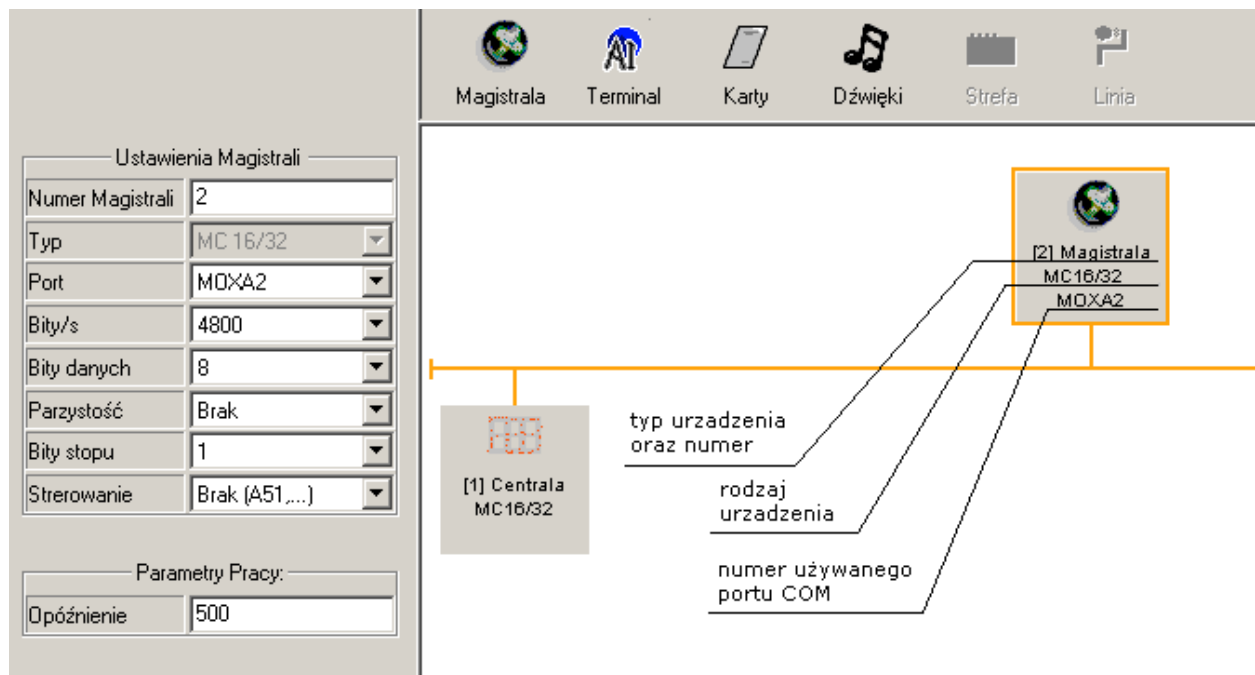 Magistrala
Terminal
Karty
Dźwięki
Strefa
Linia
Ustawienia Magistrali
Numer Magistrali 2
Typ MC 16/32
Port MOXA2
Bity/s 4800
Bity danych 8
Parzystość Brak
Bity stopu 1
Strerowanie Brak (A51,...)
Parametry Pracy:
Opóźnienie 500
[2] Magistrala
MC16/32
MOXA2
[1] Centrala
MC16/32
typ urzadzenia
oraz numer
rodzaj
urzadzenia
numer używanego
portu COM